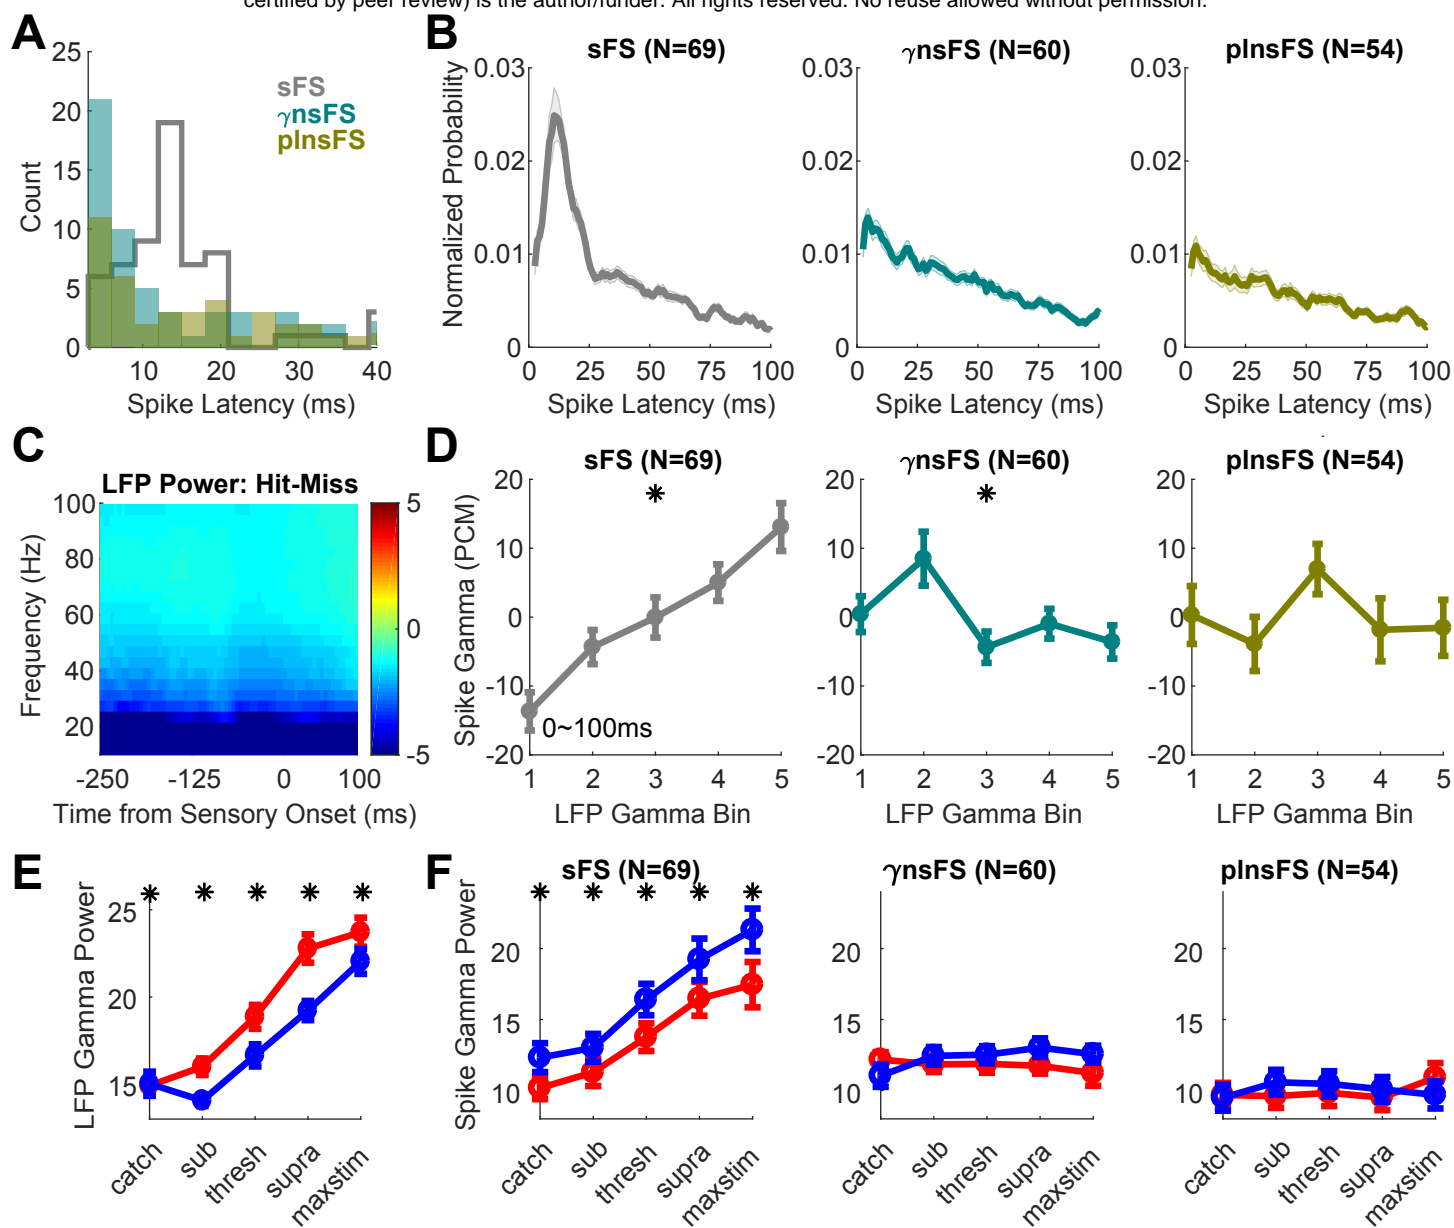 certified by peer review) is the author/funder. All rights reserved. No reuse allowed without permission.
A
25
20
15
10
5
0
Count
10
20
30
40
Spike Latency (ms)
sFS
γnsFS
plnsFS
B
Normalized Probability
sFS (N=69)
0.03
0.02
0.01
0
0
25
50
75
100
Spike Latency (ms)
γnsFS (N=60)
0.03
0.02
0.01
0
0
25
50
75
100
Spike Latency (ms)
plnsFS (N=54)
0.03
0.02
0.01
0
0
25
50
75
100
Spike Latency (ms)
C
LFP Power: Hit-Miss
Frequency (Hz)
100
80
60
40
20
-250
-125
0
100
Time from Sensory Onset (ms)
5
0
-5
D
Spike Gamma (PCM)
sFS (N=69)
*
20
10
0
-10
-20
0~100ms
1
2
3
4
5
LFP Gamma Bin
γnsFS (N=60)
*
20
10
0
-10
-20
1
2
3
4
5
LFP Gamma Bin
plnsFS (N=54)
20
10
0
-10
-20
1
2
3
4
5
LFP Gamma Bin
E
LFP Gamma Power
* * * * *
25
20
15
catch
sub
thresh
supra
maxstim
F
Spike Gamma Power
sFS (N=69)
* * * * *
20
15
10
catch
sub
thresh
supra
maxstim
γnsFS (N=60)
20
15
10
catch
sub
thresh
supra
maxstim
plnsFS (N=54)
20
15
10
catch
sub
thresh
supra
maxstim